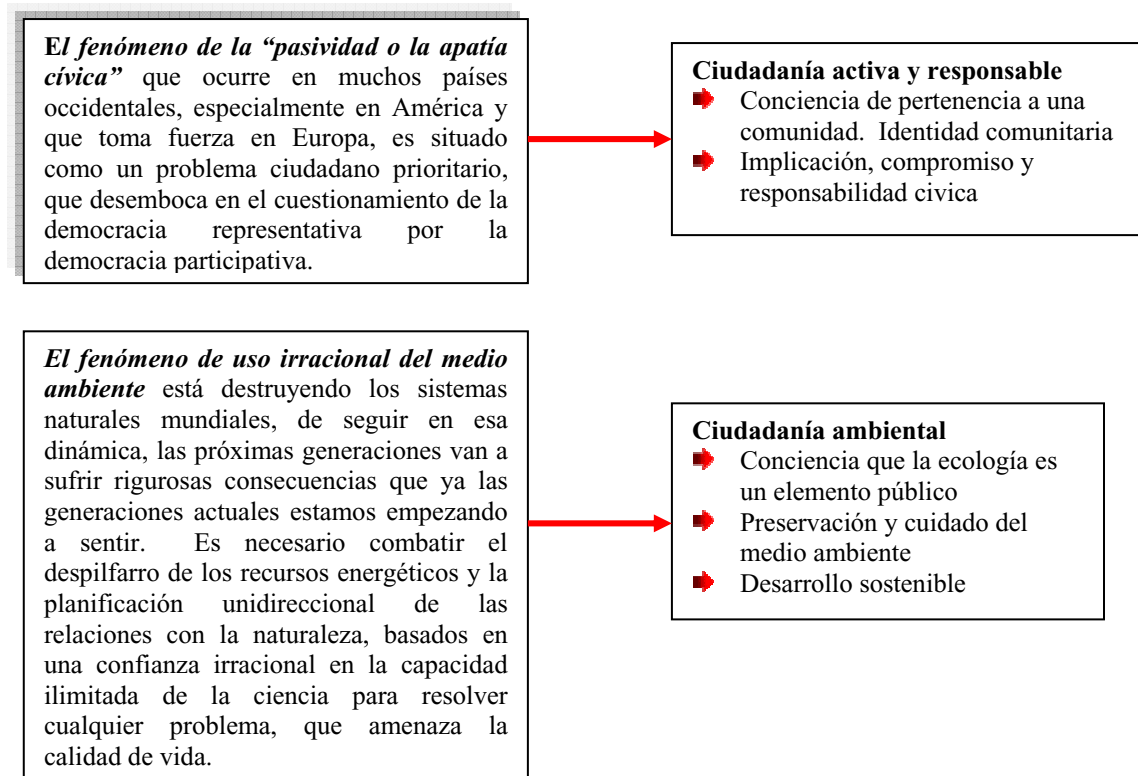 El fenómeno de la “pasividad o la apatía
cívica” que ocurre en muchos países
occidentales, especialmente en América y
que toma fuerza en Europa, es situado
como un problema ciudadano prioritario,
que desemboca en el cuestionamiento de la
democracia representativa por la
democracia participativa.
Ciudadanía activa y responsable
Conciencia de pertenencia a una
comunidad. Identidad comunitaria
Implicación, compromiso y
responsabilidad civica
El fenómeno de uso irracional del medio
ambiente está destruyendo los sistemas
naturales mundiales, de seguir en esa
dinámica, las próximas generaciones van a
sufrir rigurosas consecuencias que ya las
generaciones actuales estamos empezando
a sentir. Es necesario combatir el
despilfarro de los recursos energéticos y la
planificación unidireccional de las
relaciones con la naturaleza, basados en
una confianza irracional en la capacidad
ilimitada de la ciencia para resolver
cualquier problema, que amenaza la
calidad de vida.
Ciudadanía ambiental
Conciencia que la ecología es
un elemento público
Preservación y cuidado del
medio ambiente
Desarrollo sostenible